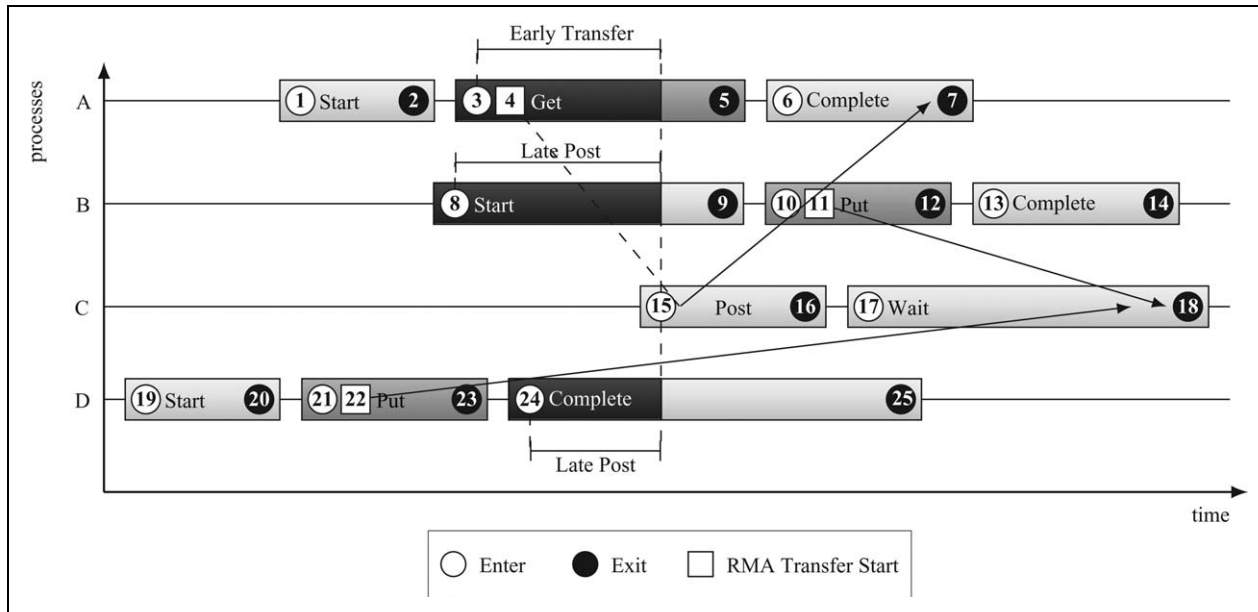 Early Transfer
processes
A 1 Start 2 3 4 Get 5 6 Complete 7
Late Post
B 8 Start 9 10 11 Put 12 13 Complete 14
C 15 Post 16 17 Wait 18
D 19 Start 20 21 22 Put 23 24 Complete 25
Late Post
time
Enter Exit RMA Transfer Start